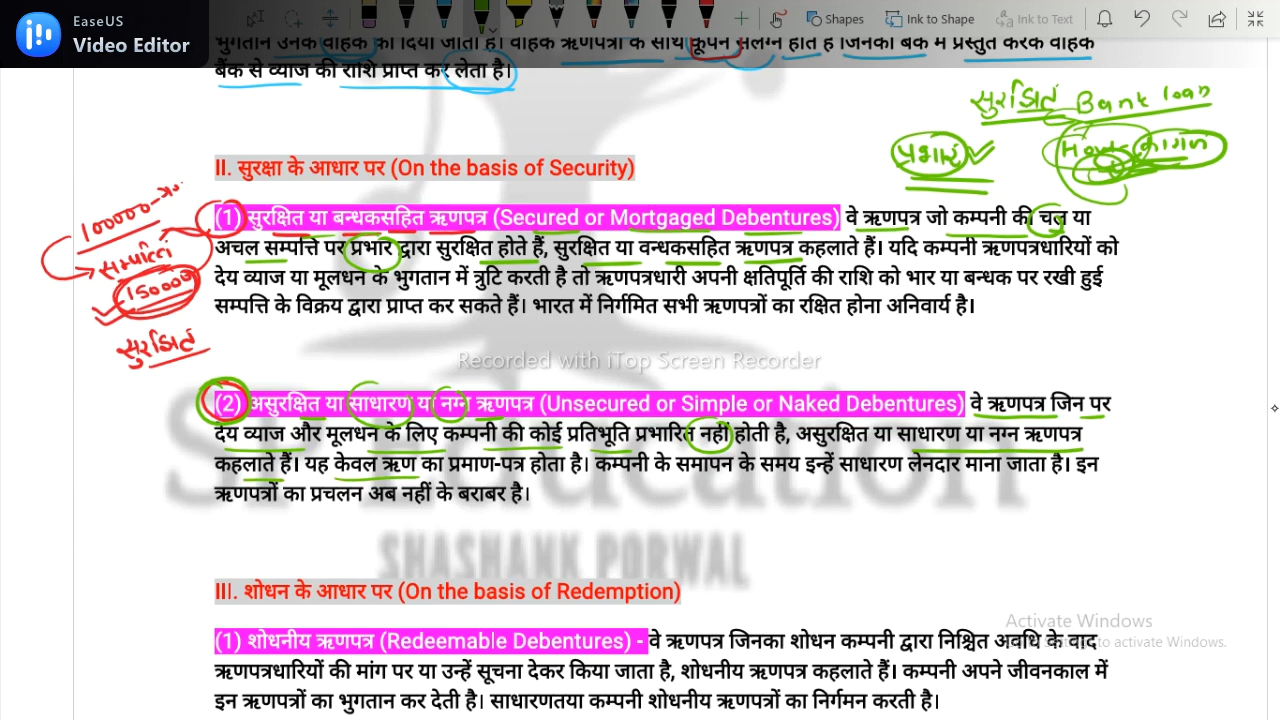 EaseUS
Video Editor
Shapes Ink to Shape Ink to Text
भुगतान उनके वाहक को दिया जाता है। वाहक ऋणपत्रों के साथ कूपन संलग्न होते हैं जिनको बैंक में प्रस्तुत करके वाहक
बैंक से व्याज की राशि प्राप्त कर लेता है।
सुरक्षित Bank loan
प्रभार
कागज
II. सुरक्षा के आधार पर (On the basis of Security)
100000
सम्पत्ति
150000
सुरक्षित
(1) सुरक्षित या बन्धकसहित ऋणपत्र (Secured or Mortgaged Debentures) वे ऋणपत्र जो कम्पनी की चल या
अचल सम्पत्ति पर प्रभार द्वारा सुरक्षित होते हैं, सुरक्षित या वन्धकसहित ऋणपत्र कहलाते हैं। यदि कम्पनी ऋणपत्रधारियों को
देय व्याज या मूलधन के भुगतान में त्रुटि करती है तो ऋणपत्रधारी अपनी क्षतिपूर्ति की राशि को भार या बन्धक पर रखी हुई
सम्पत्ति के विक्रय द्वारा प्राप्त कर सकते हैं। भारत में निर्गमित सभी ऋणपत्रों का रक्षित होना अनिवार्य है।
Recorded with iTop Screen Recorder
(2) असुरक्षित या साधारण या नग्न ऋणपत्र (Unsecured or Simple or Naked Debentures) वे ऋणपत्र जिन पर
देय व्याज और मूलधन के लिए कम्पनी की कोई प्रतिभूति प्रभारित नहीं होती है, असुरक्षित या साधारण या नग्न ऋणपत्र
कहलाते हैं। यह केवल ऋण का प्रमाण-पत्र होता है। कम्पनी के समापन के समय इन्हें साधारण लेनदार माना जाता है। इन
ऋणपत्रों का प्रचलन अब नहीं के बराबर है।
SP Education
SHASHANK PORWAL
III. शोधन के आधार पर (On the basis of Redemption)
Activate Windows
to activate Windows.
(1) शोधनीय ऋणपत्र (Redeemable Debentures) - वे ऋणपत्र जिनका शोधन कम्पनी द्वारा निश्चित अवधि के वाद
ऋणपत्रधारियों की मांग पर या उन्हें सूचना देकर किया जाता है, शोधनीय ऋणपत्र कहलाते हैं। कम्पनी अपने जीवनकाल में
इन ऋणपत्रों का भुगतान कर देती है। साधारणतया कम्पनी शोधनीय ऋणपत्रों का निर्गमन करती है।